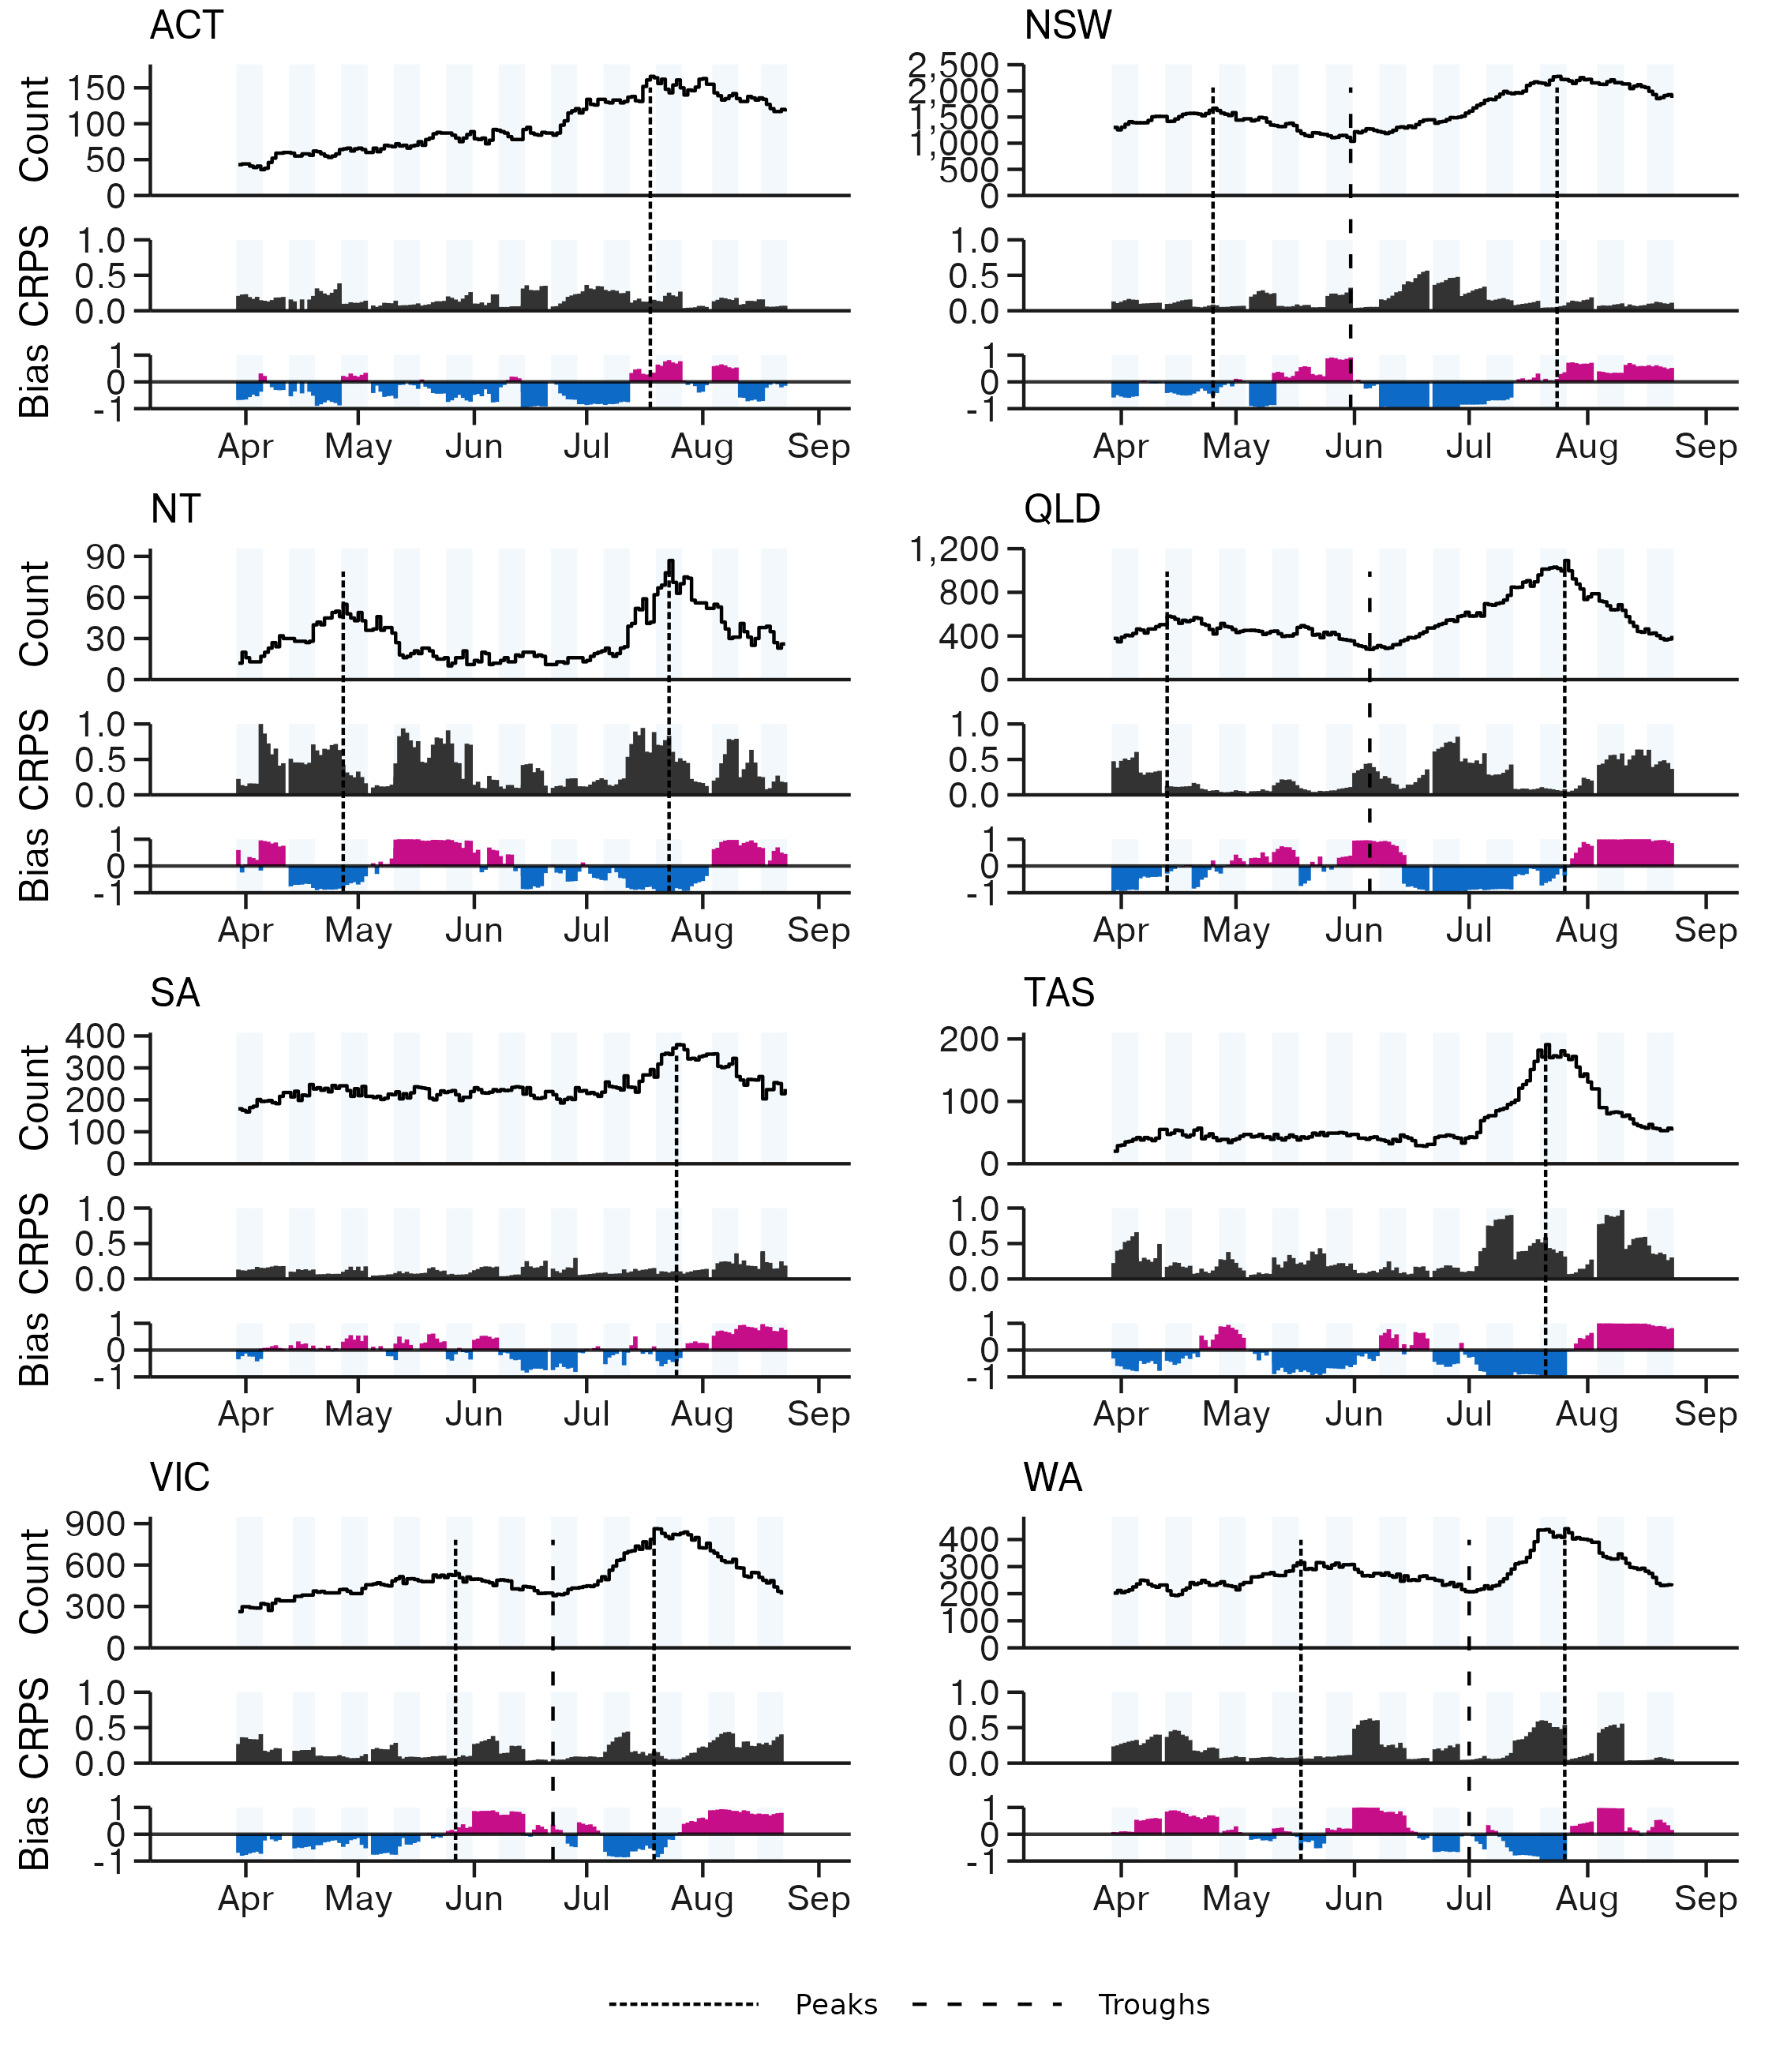 ACT
Count
150
100
50
0
CRPS
1.0
0.5
0.0
Bias
1
0
-1
Apr May Jun Jul Aug Sep
NSW
2,500
2,000
1,500
1,000
500
0
1.0
0.5
0.0
1
0
-1
Apr May Jun Jul Aug Sep
NT
Count
90
60
30
0
CRPS
1.0
0.5
0.0
Bias
1
0
-1
Apr May Jun Jul Aug Sep
QLD
1,200
800
400
0
1.0
0.5
0.0
1
0
-1
Apr May Jun Jul Aug Sep
SA
Count
400
300
200
100
0
CRPS
1.0
0.5
0.0
Bias
1
0
-1
Apr May Jun Jul Aug Sep
TAS
200
100
0
1.0
0.5
0.0
1
0
-1
Apr May Jun Jul Aug Sep
VIC
Count
900
600
300
0
CRPS
1.0
0.5
0.0
Bias
1
0
-1
Apr May Jun Jul Aug Sep
WA
400
300
200
100
0
1.0
0.5
0.0
1
0
-1
Apr May Jun Jul Aug Sep
Peaks Troughs